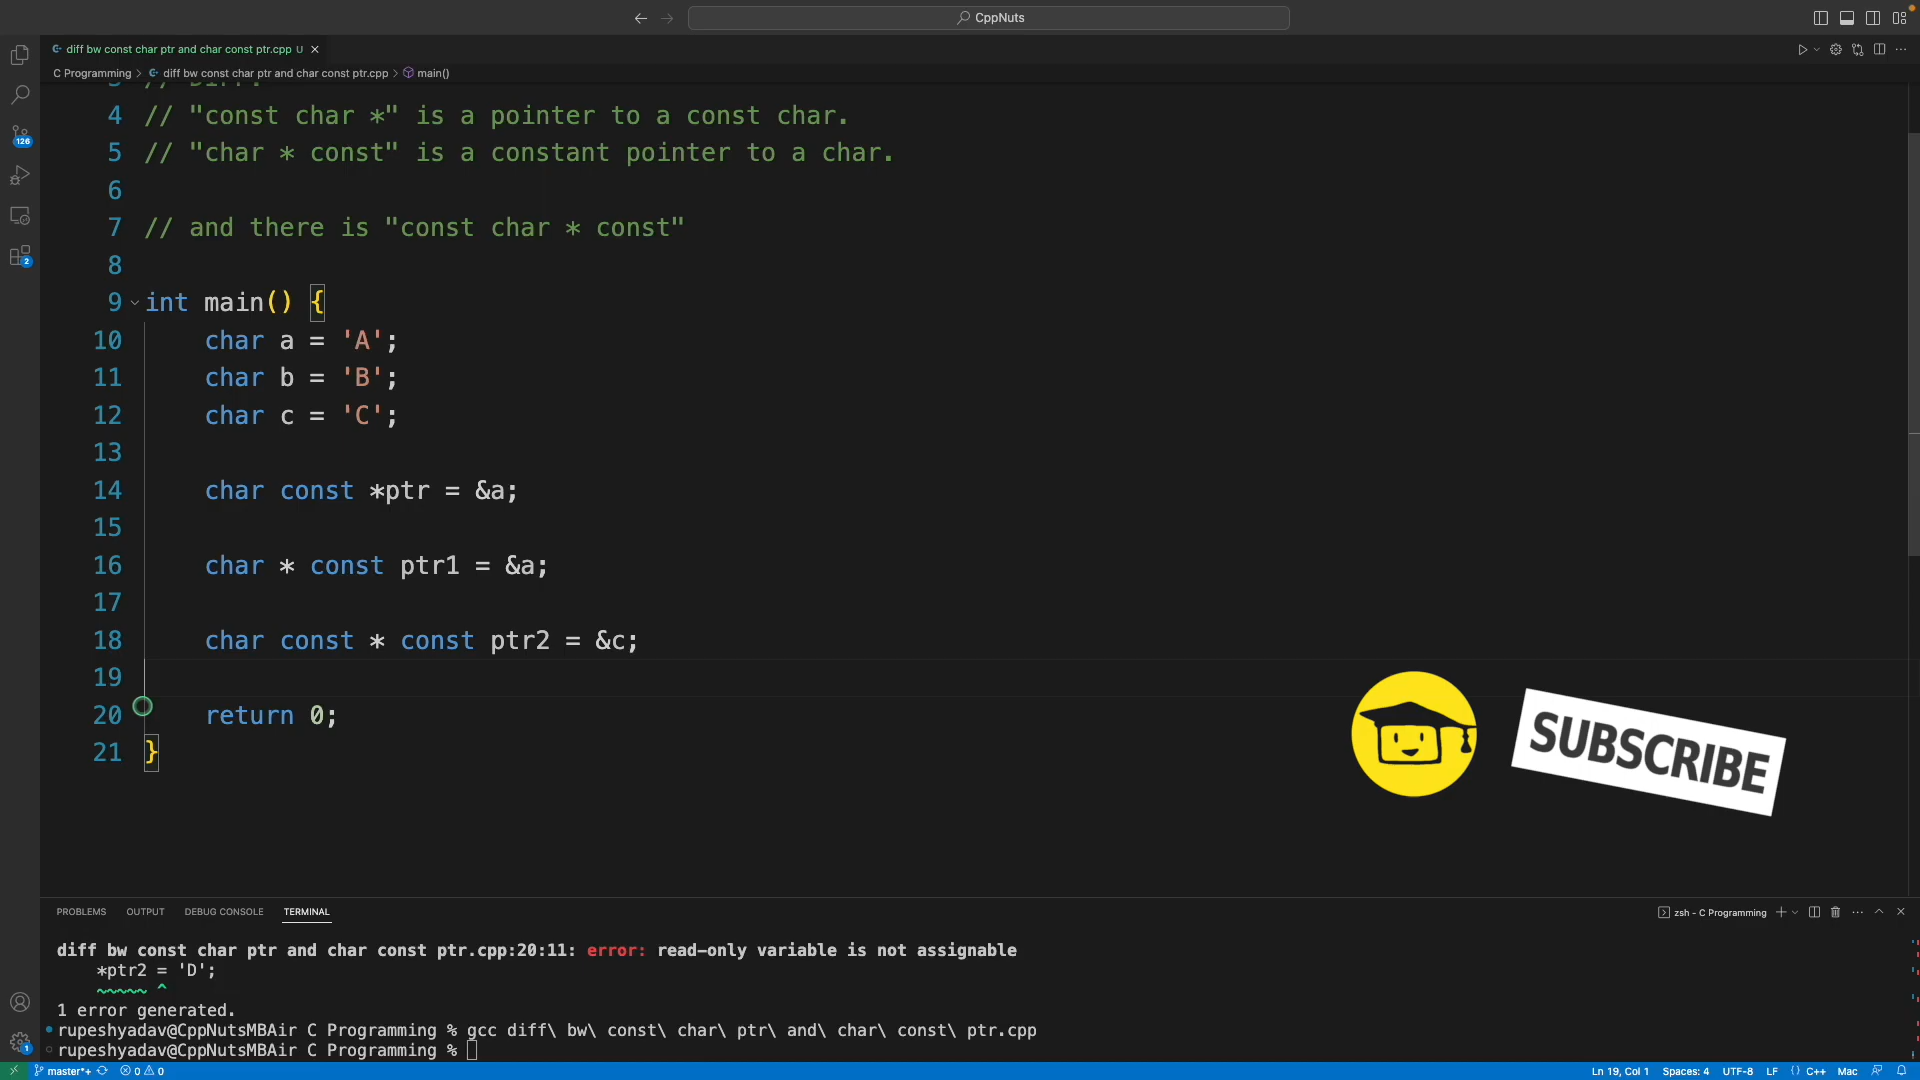 CppNuts
diff bw const char ptr and char const ptr.cpp U
C Programming > diff bw const char ptr and char const ptr.cpp > main()
3 // Diff:
4 // "const char *" is a pointer to a const char.
5 // "char * const" is a constant pointer to a char.
6
7 // and there is "const char * const"
8
9 int main() {
10 char a = 'A';
11 char b = 'B';
12 char c = 'C';
13
14 char const *ptr = &a;
15
16 char * const ptr1 = &a;
17
18 char const * const ptr2 = &c;
19
20 return 0;
21 }
126
2
SUBSCRIBE
PROBLEMS OUTPUT DEBUG CONSOLE TERMINAL
zsh - C Programming
diff bw const char ptr and char const ptr.cpp:20:11: error: read-only variable is not assignable
*ptr2 = 'D';
~~~~~ ^
1 error generated.
rupeshyadav@CppNutsMBAir C Programming % gcc diff\ bw\ const\ char\ ptr\ and\ char\ const\ ptr.cpp
rupeshyadav@CppNutsMBAir C Programming %
1
master*+ 0 0 Ln 19, Col 1 Spaces: 4 UTF-8 LF {} C++ Mac